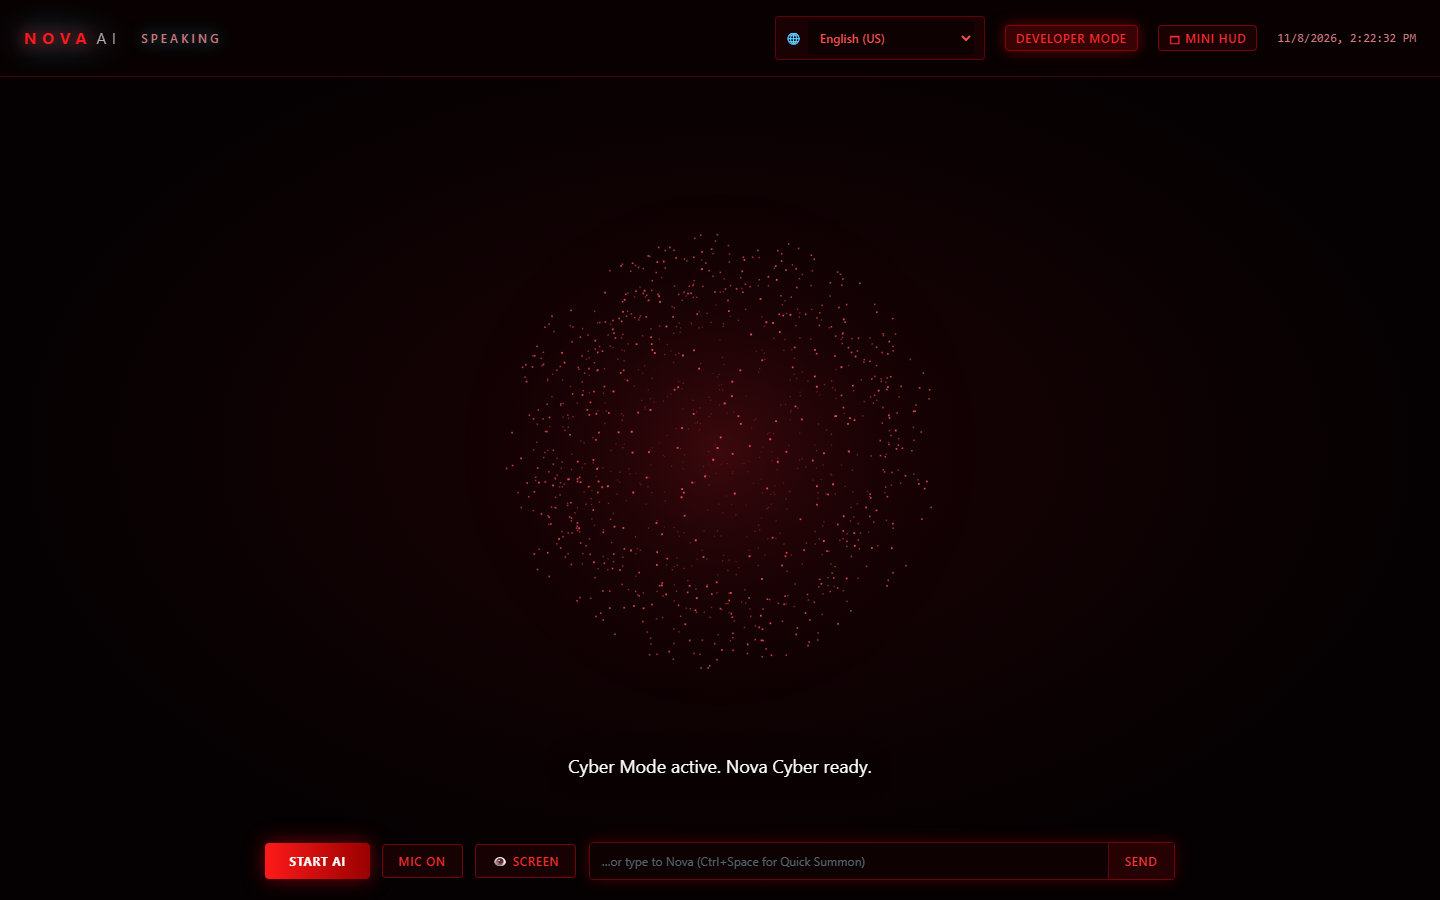 NOVA AI SPEAKING
English (US)
DEVELOPER MODE
MINI HUD
11/8/2026, 2:22:32 PM
Cyber Mode active. Nova Cyber ready.
START AI
MIC ON
SCREEN
...or type to Nova (Ctrl+Space for Quick Summon)
SEND